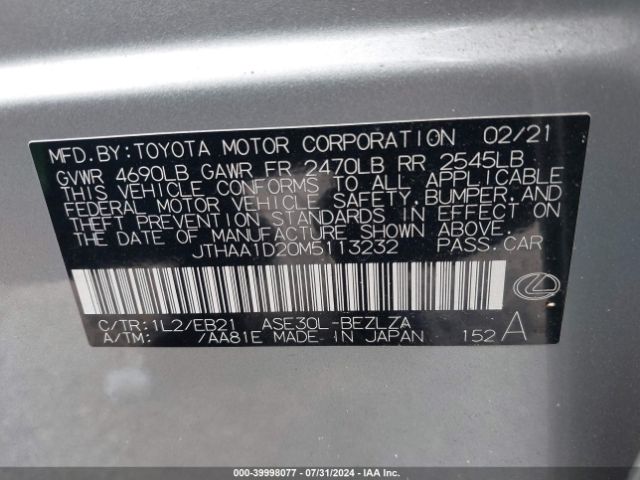 MFD.BY:TOYOTA MOTOR CORPORATION 02/21
GVWR 4690LB GAWR FR 2470LB RR 2545LB
THIS VEHICLE CONFORMS TO ALL APPLICABLE
FEDERAL MOTOR VEHICLE SAFETY,BUMPER,AND
THEFT PREVENTION STANDARDS IN EFFECT ON
THE DATE OF MANUFACTURE SHOWN ABOVE.
JTHAA1D20M5113232 PASS.CAR
C/TR:1L2/EB21 ASE30L-BEZLZA
A/TM: /AA81E MADE-IN JAPAN 152 A
000-39998077 - 07/31/2024 - IAA Inc.